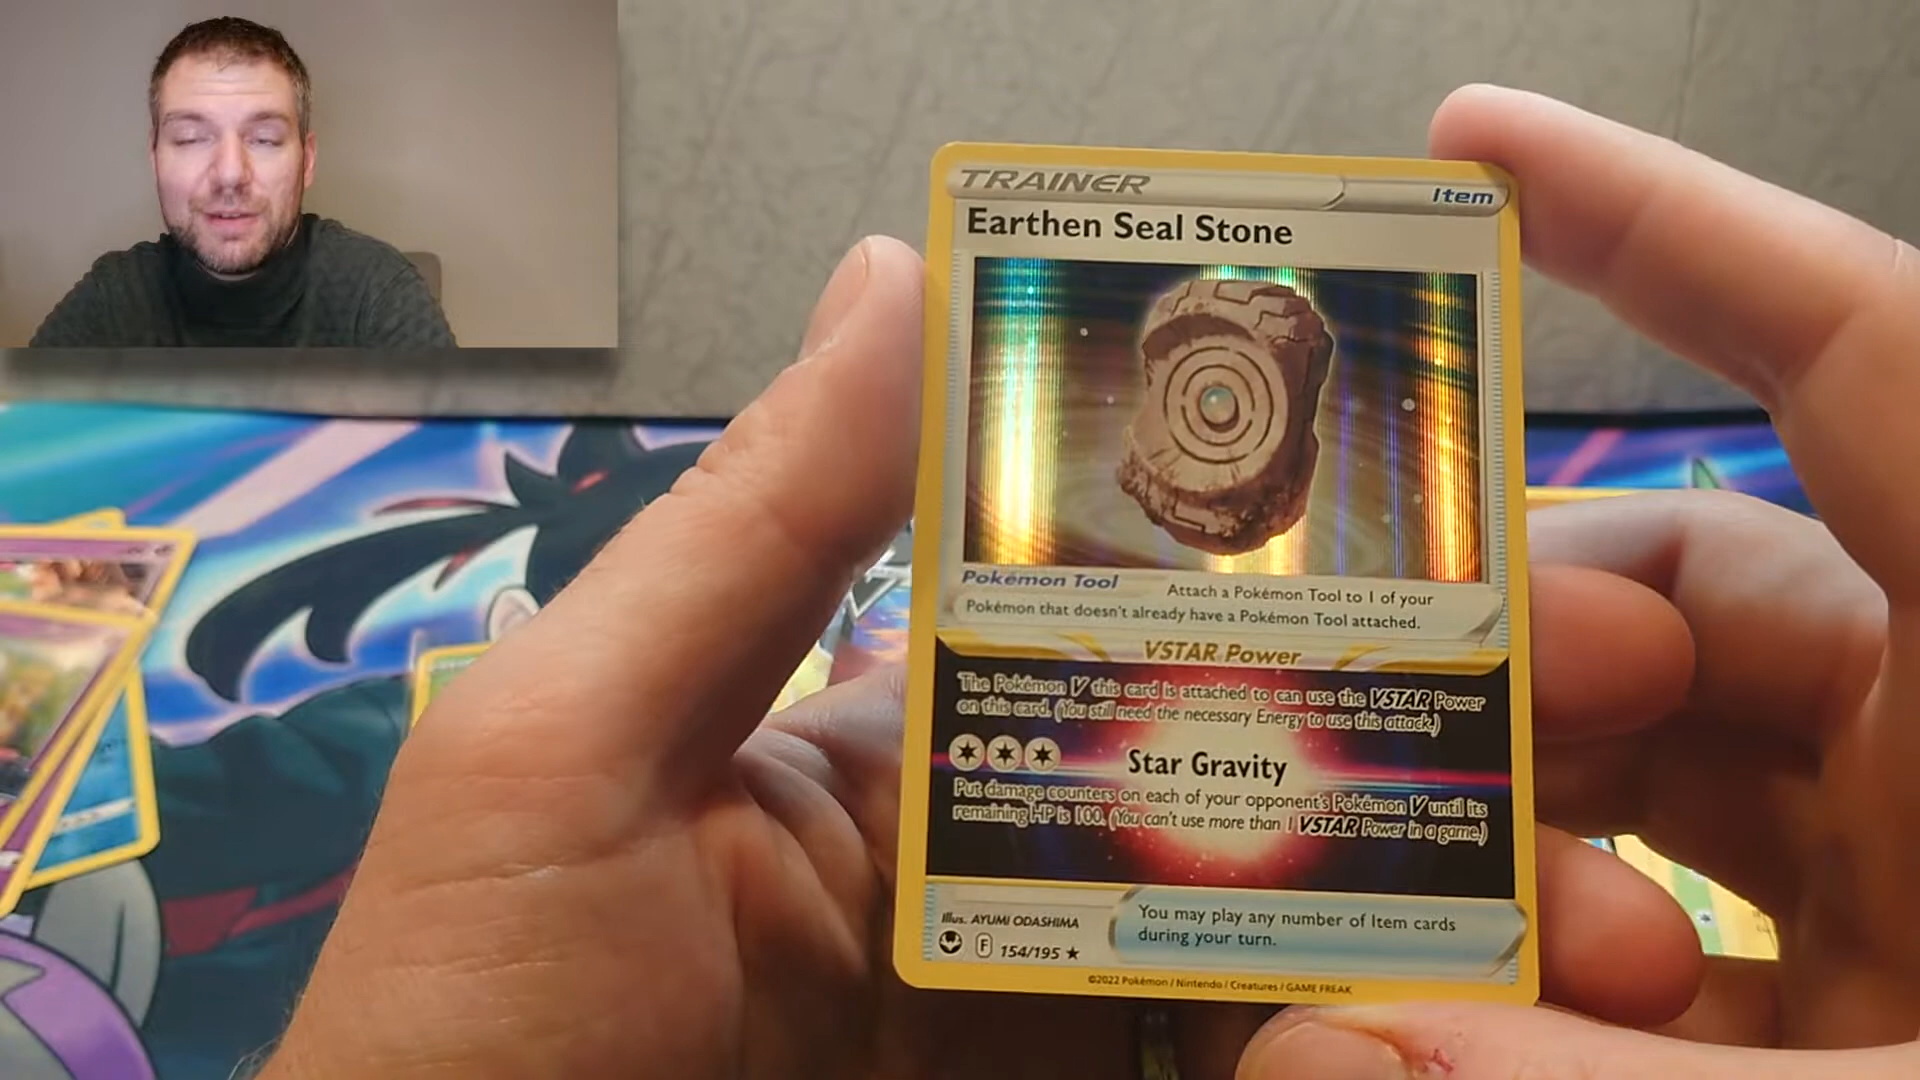 TRAINER
Item
Earthen Seal Stone
Pokémon Tool
Attach a Pokémon Tool to 1 of your
Pokémon that doesn't already have a Pokémon Tool attached.
VSTAR Power
The Pokémon V this card is attached to can use the VSTAR Power
on this card. (You still need the necessary Energy to use this attack.)
Star Gravity
Put damage counters on each of your opponent's Pokémon V until its
remaining HP is 100. (You can't use more than 1 VSTAR Power in a game.)
Illus. AYUMI ODASHIMA
F 154/195 ★
You may play any number of Item cards
during your turn.
©2022 Pokémon / Nintendo / Creatures / GAME FREAK